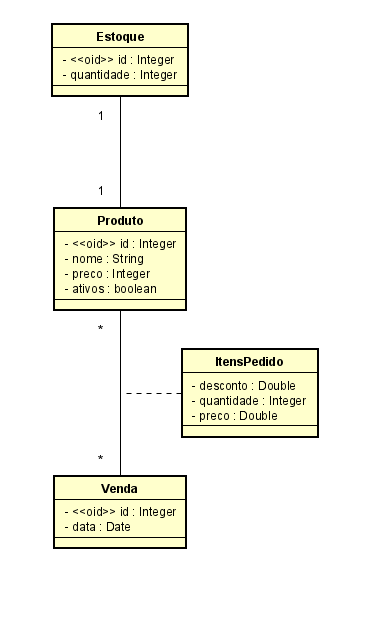 Estoque
- <<oid>> id : Integer
- quantidade : Integer
1
1
Produto
- <<oid>> id : Integer
- nome : String
- preco : Integer
- ativos : boolean
*
ItensPedido
- desconto : Double
- quantidade : Integer
- preco : Double
*
Venda
- <<oid>> id : Integer
- data : Date